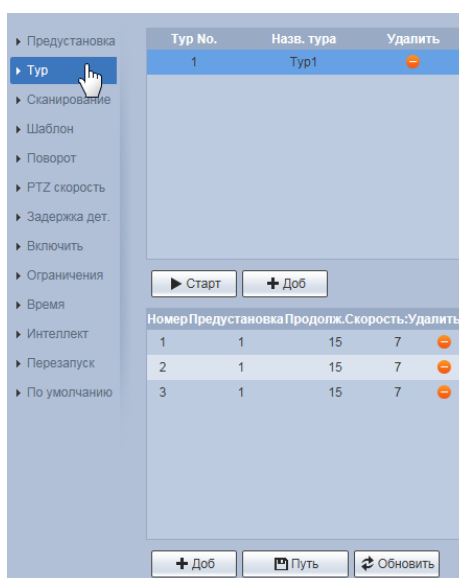 Предустановка
Тур
Сканирование
Шаблон
Поворот
PTZ скорость
Задержка дет.
Включить
Ограничения
Время
Интеллект
Перезапуск
По умолчанию
Тур No. Назв. тура Удалить
1 Тур1
Старт Доб
Номер Предустановка Продолж. Скорость: Удалить
1 1 15 7
2 1 15 7
3 1 15 7
Доб Путь Обновить